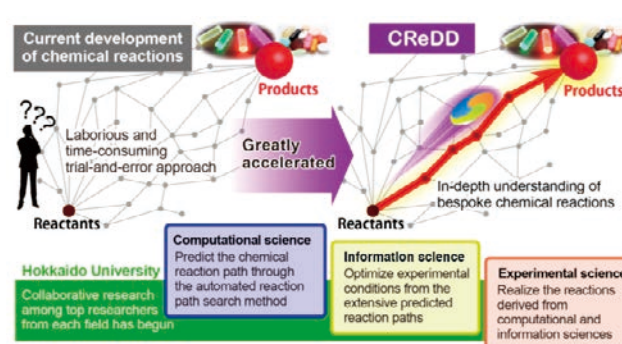 Current development
of chemical reactions
Products
???
Laborious and
time-consuming
trial-and-error approach
Reactants
Greatly
accelerated
CReDD
Products
In-depth understanding of
bespoke chemical reactions
Reactants
Hokkaido University
Collaborative research
among top researchers
from each field has begun
Computational science
Predict the chemical
reaction path through
the automated reaction
path search method
Information science
Optimize experimental
conditions from the
extensive predicted
reaction paths
Experimental science
Realize the reactions
derived from
computational and
information sciences